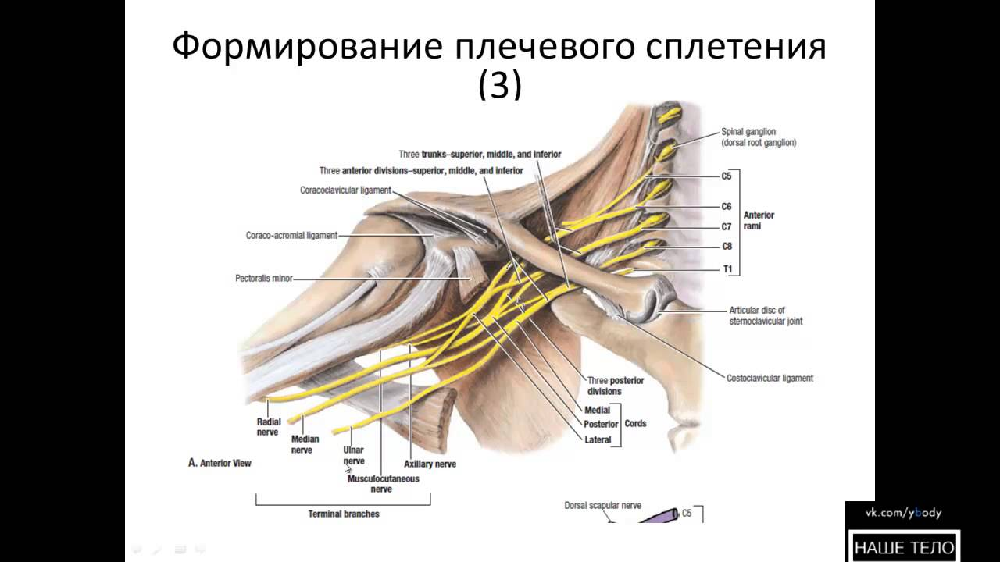 Формирование плечевого сплетения
(3)
Spinal ganglion
(dorsal root ganglion)
Three trunks–superior, middle, and inferior
Three anterior divisions–superior, middle, and inferior
C5
Coracoclavicular ligament
C6
Anterior
rami
C7
Coraco-acromial ligament
C8
T1
Pectoralis minor
Articular disc of
sternoclavicular joint
Costoclavicular ligament
Three posterior
divisions
Medial
Posterior
Cords
Lateral
Radial
nerve
Median
nerve
Ulnar
nerve
Axillary nerve
A. Anterior View
Musculocutaneous
nerve
Terminal branches
Dorsal scapular nerve
C5
vk.com/ybody
НАШЕ ТЕЛО